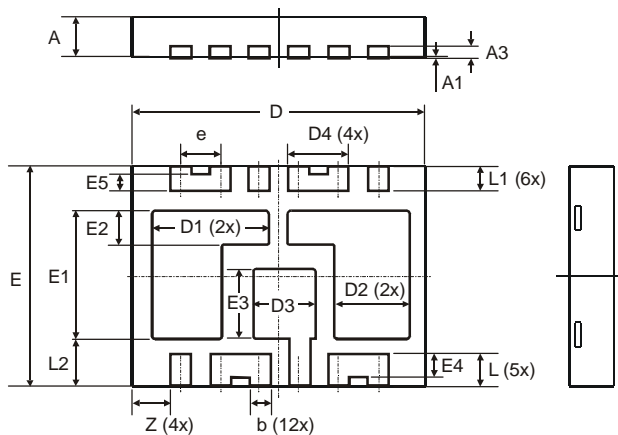 A
A3
A1
D
e
D4 (4x)
E5
L1 (6x)
E2
D1 (2x)
E
E1
E3
D3
D2 (2x)
L2
E4
L (5x)
Z (4x)
b (12x)